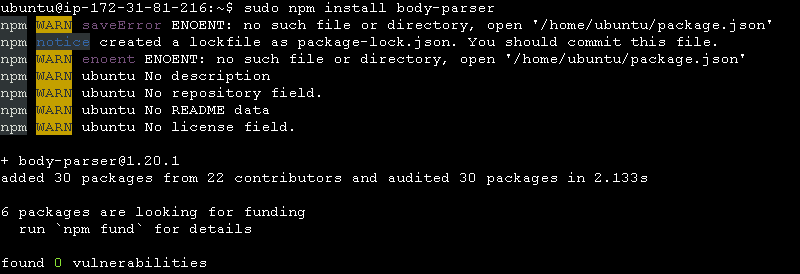 ubuntu@ip-172-31-81-216:~$ sudo npm install body-parser
npm WARN saveError ENOENT: no such file or directory, open '/home/ubuntu/package.json'
npm notice created a lockfile as package-lock.json. You should commit this file.
npm WARN enoent ENOENT: no such file or directory, open '/home/ubuntu/package.json'
npm WARN ubuntu No description
npm WARN ubuntu No repository field.
npm WARN ubuntu No README data
npm WARN ubuntu No license field.
+ body-parser@1.20.1
added 30 packages from 22 contributors and audited 30 packages in 2.133s
6 packages are looking for funding
run `npm fund` for details
found 0 vulnerabilities